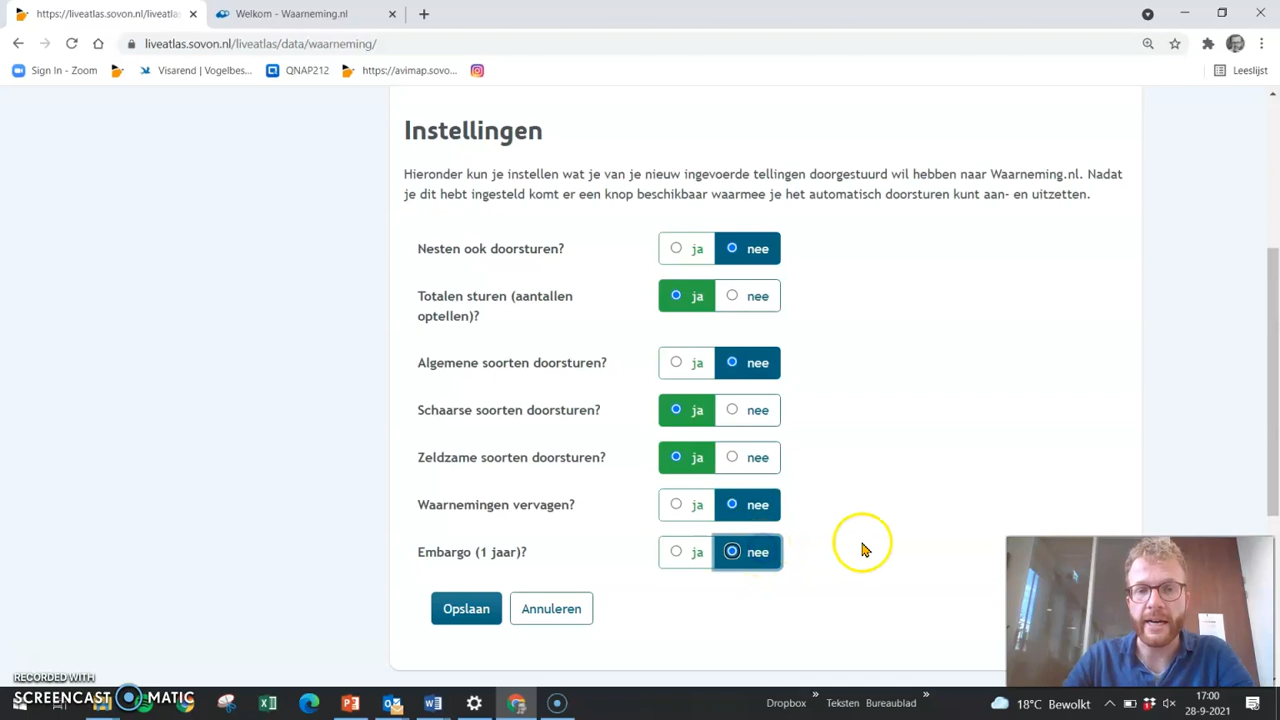 https://liveatlas.sovon.nl/liveatlas
Welkom - Waarneming.nl
liveatlas.sovon.nl/liveatlas/data/waarneming/
Sign In - Zoom
Visarend | Vogelbes...
QNAP212
https://avimap.sovo...
Leeslijst
Instellingen
Hieronder kun je instellen wat je van je nieuw ingevoerde tellingen doorgestuurd wil hebben naar Waarneming.nl. Nadat
je dit hebt ingesteld komt er een knop beschikbaar waarmee je het automatisch doorsturen kunt aan- en uitzetten.
Nesten ook doorsturen? ja nee
Totalen sturen (aantallen ja nee
optellen)?
Algemene soorten doorsturen? ja nee
Schaarse soorten doorsturen? ja nee
Zeldzame soorten doorsturen? ja nee
Waarnemingen vervagen? ja nee
Embargo (1 jaar)? ja nee
Opslaan Annuleren
RECORDED WITH
SCREENCAST MATIC
Dropbox » Teksten Bureaublad »
18°C Bewolkt
17:00
28-9-2021